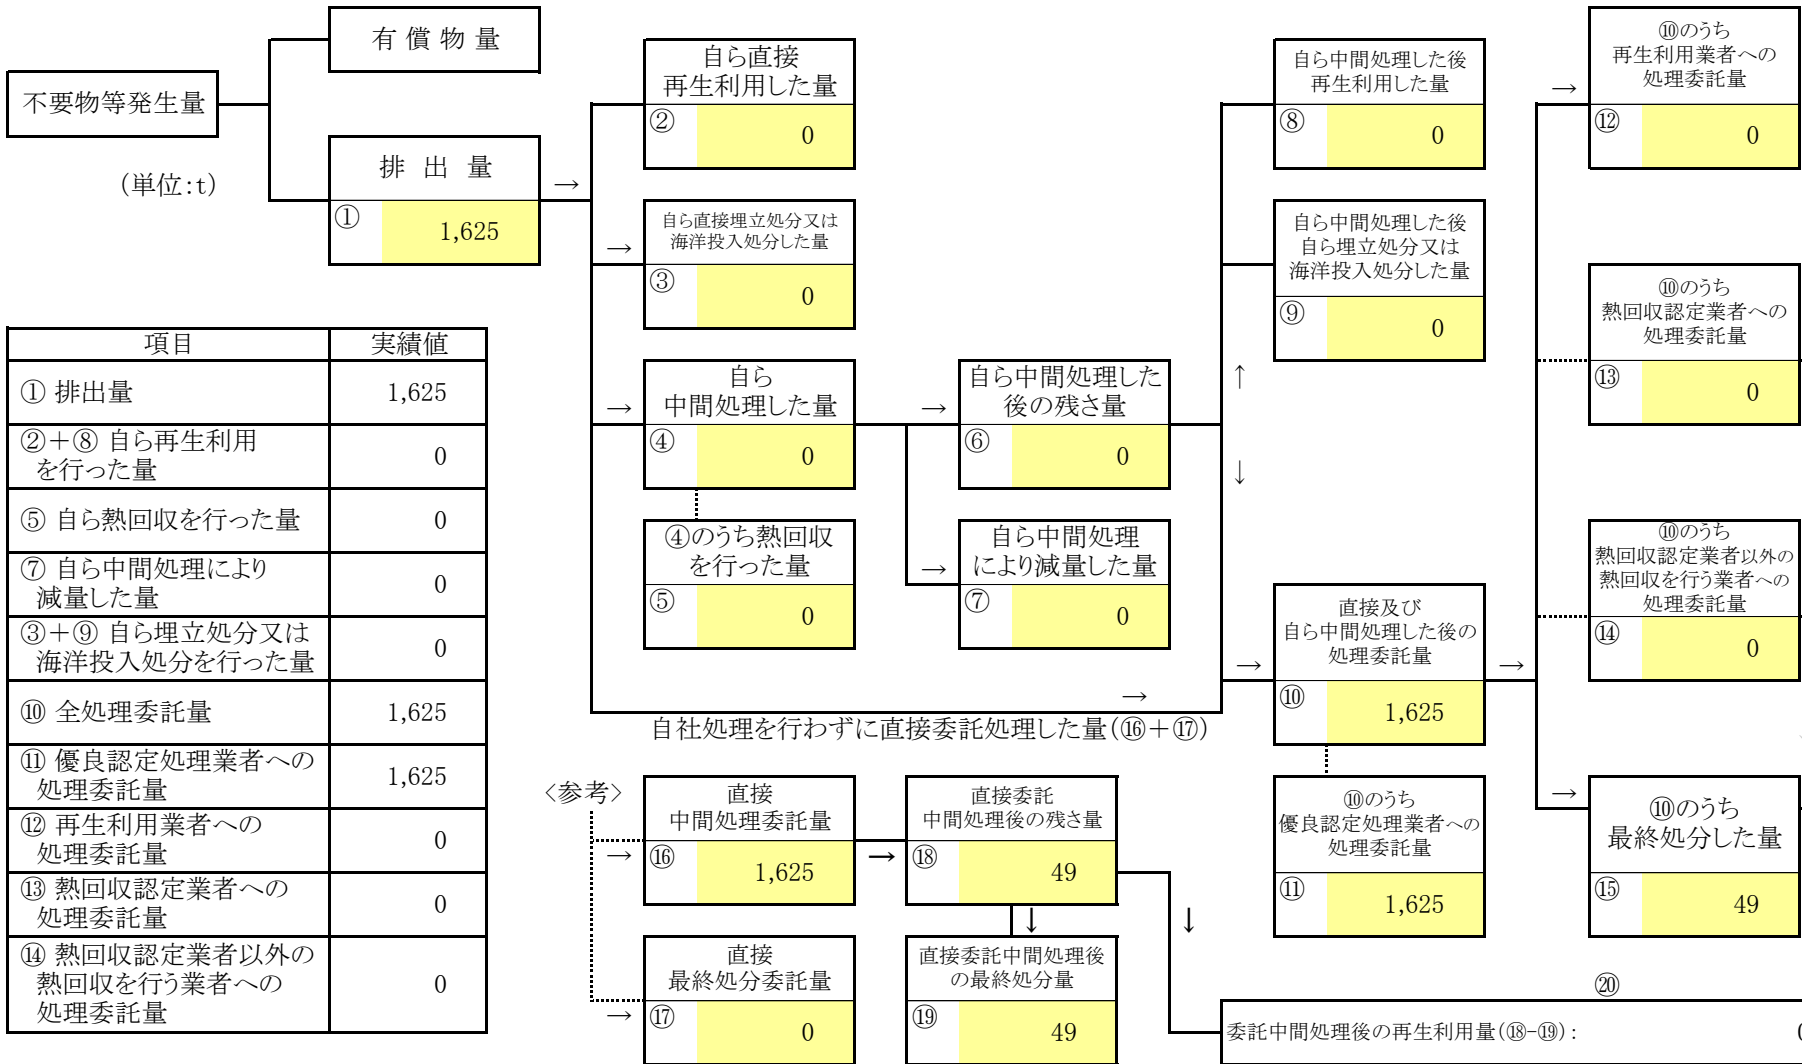 有 償 物 量
不要物等発生量
排 出 量
(単位:t)
① 1,625
→
自ら直接
再生利用した量
② 0
→
自ら直接埋立処分又は
海洋投入処分した量
③ 0
→
自ら
中間処理した量
④ 0
④のうち熱回収
を行った量
⑤ 0
→
自ら中間処理した
後の残さ量
⑥ 0
→
自ら中間処理
により減量した量
⑦ 0
自ら中間処理した後
再生利用した量
⑧ 0
自ら中間処理した後
自ら埋立処分又は
海洋投入処分した量
⑨ 0
↑
↓
→
自社処理を行わずに直接委託処理した量(⑯+⑰)
→
直接及び
自ら中間処理した後の
処理委託量
⑩ 1,625
⑩のうち
優良認定処理業者への
処理委託量
⑪ 1,625
→
→
⑩のうち
再生利用業者への
処理委託量
⑫ 0
⑩のうち
熱回収認定業者への
処理委託量
⑬ 0
⑩のうち
熱回収認定業者以外の
熱回収を行う業者への
処理委託量
⑭ 0
→
⑩のうち
最終処分した量
⑮ 49
項目 実績値
① 排出量 1,625
②+⑧ 自ら再生利用
を行った量 0
⑤ 自ら熱回収を行った量 0
⑦ 自ら中間処理により
減量した量 0
③+⑨ 自ら埋立処分又は
海洋投入処分を行った量 0
⑩ 全処理委託量 1,625
⑪ 優良認定処理業者への
処理委託量 1,625
⑫ 再生利用業者への
処理委託量 0
⑬ 熱回収認定業者への
処理委託量 0
⑭ 熱回収認定業者以外の
熱回収を行う業者への
処理委託量 0
〈参考〉
→
直接
中間処理委託量
⑯ 1,625
→
直接委託
中間処理後の残さ量
⑱ 49
↓
↓
→
直接
最終処分委託量
⑰ 0
直接委託中間処理後
の最終処分量
⑲ 49
⑳
委託中間処理後の再生利用量(⑱-⑲):